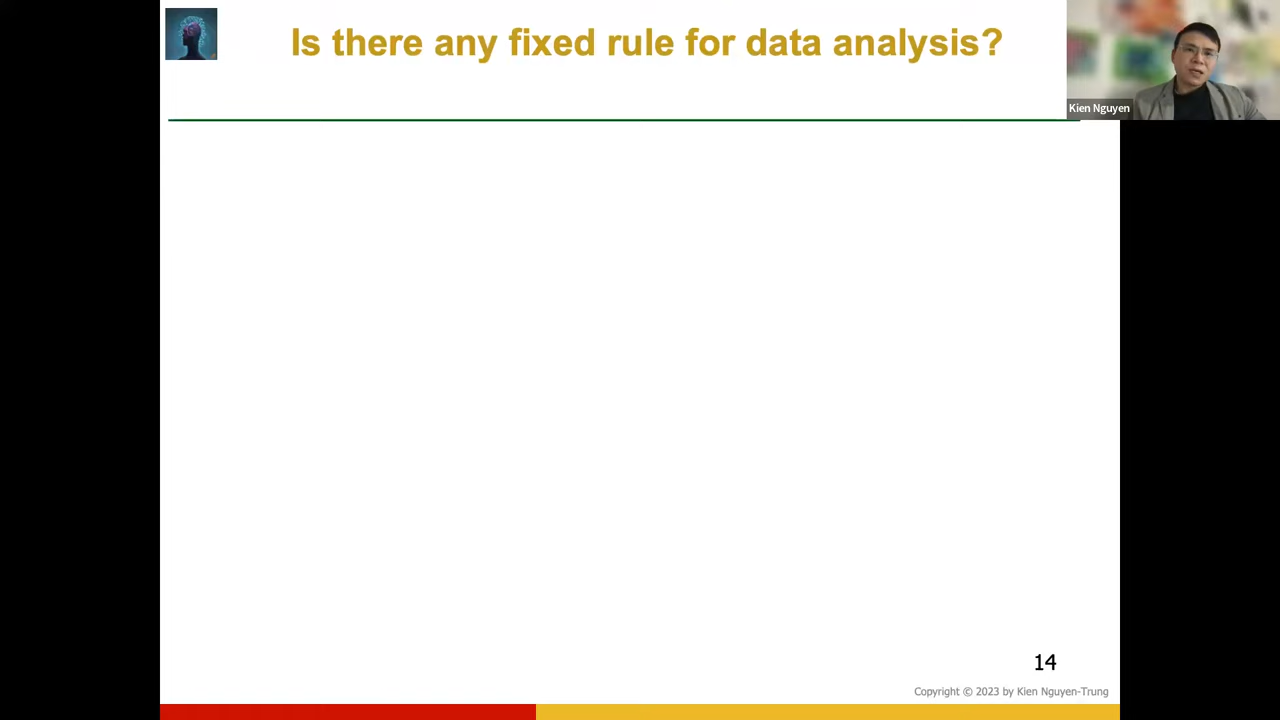 Is there any fixed rule for data analysis?
Kien Nguyen
14
Copyright © 2023 by Kien Nguyen-Trung